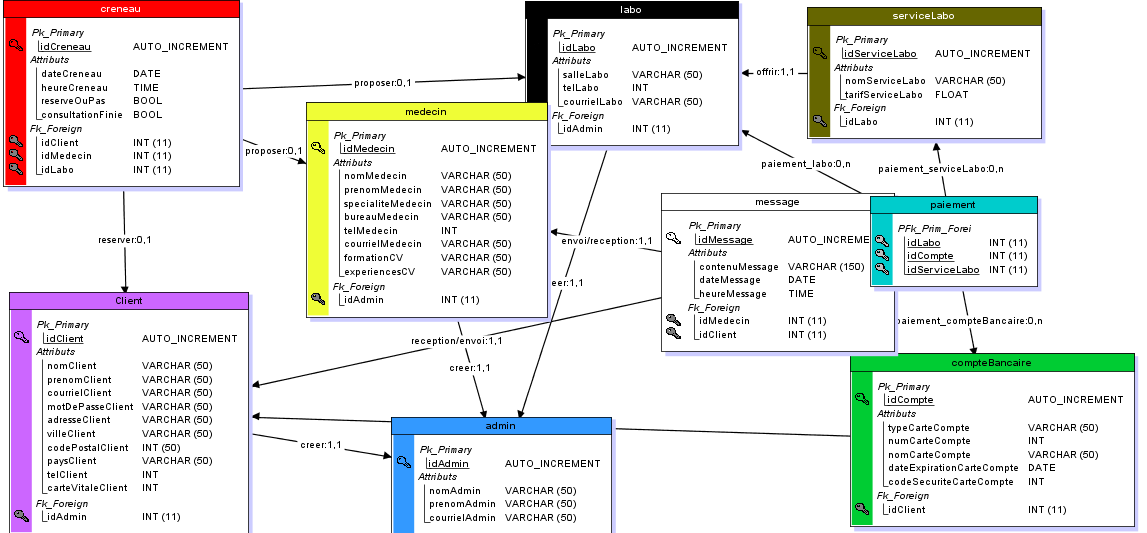 creneau
Pk_Primary
idCreneau AUTO_INCREMENT
Attributs
dateCreneau DATE
heureCreneau TIME
reserveOuPas BOOL
consultationFinie BOOL
Fk_Foreign
idClient INT (11)
idMedecin INT (11)
idLabo INT (11)
labo
Pk_Primary
idLabo AUTO_INCREMENT
Attributs
salleLabo VARCHAR (50)
telLabo INT
courrielLabo VARCHAR (50)
Fk_Foreign
idAdmin INT (11)
serviceLabo
Pk_Primary
idServiceLabo AUTO_INCREMENT
Attributs
nomServiceLabo VARCHAR (50)
tarifServiceLabo FLOAT
Fk_Foreign
idLabo INT (11)
proposer:0,1
offrir:1,1
proposer:0,1
paiement_labo:0,n
paiement_serviceLabo:0,n
medecin
Pk_Primary
idMedecin AUTO_INCREMENT
Attributs
nomMedecin VARCHAR (50)
prenomMedecin VARCHAR (50)
specialiteMedecin VARCHAR (50)
bureauMedecin VARCHAR (50)
telMedecin INT
courrielMedecin VARCHAR (50)
formationCV VARCHAR (50)
experiencesCV VARCHAR (50)
Fk_Foreign
idAdmin INT (11)
message
Pk_Primary
idMessage AUTO_INCREME
Attributs
contenuMessage VARCHAR (150)
dateMessage DATE
heureMessage TIME
Fk_Foreign
idMedecin INT (11)
idClient INT (11)
paiement
PFk_Prim_Forei
idLabo INT (11)
idCompte INT (11)
idServiceLabo INT (11)
reserver:0,1
envoi/reception:1,1
eer:1,1
reception/envoi:1,1
creer:1,1
paiement_compteBancaire:0,n
Client
Pk_Primary
idClient AUTO_INCREMENT
Attributs
nomClient VARCHAR (50)
prenomClient VARCHAR (50)
courrielClient VARCHAR (50)
motDePasseClient VARCHAR (50)
adresseClient VARCHAR (50)
villeClient VARCHAR (50)
codePostalClient INT (50)
paysClient VARCHAR (50)
telClient INT
carteVitaleClient INT
Fk_Foreign
idAdmin INT (11)
creer:1,1
admin
Pk_Primary
idAdmin AUTO_INCREMENT
Attributs
nomAdmin VARCHAR (50)
prenomAdmin VARCHAR (50)
courrielAdmin VARCHAR (50)
compteBancaire
Pk_Primary
idCompte AUTO_INCREMENT
Attributs
typeCarteCompte VARCHAR (50)
numCarteCompte INT
nomCarteCompte VARCHAR (50)
dateExpirationCarteCompte DATE
codeSecuriteCarteCompte INT
Fk_Foreign
idClient INT (11)